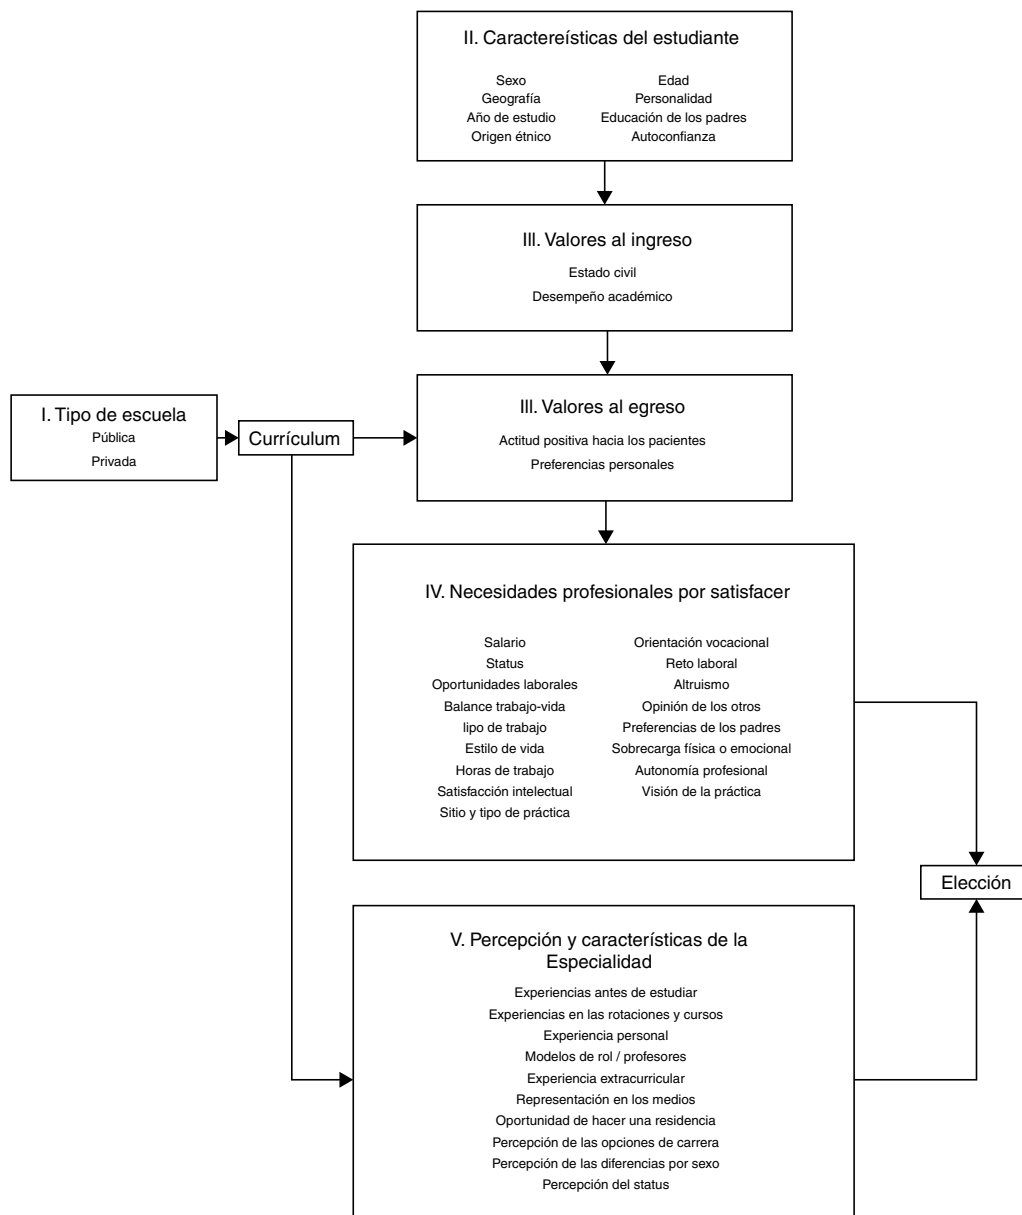 II. Caractereísticas del estudiante
Sexo
Geografía
Año de estudio
Origen étnico
Edad
Personalidad
Educación de los padres
Autoconfianza
III. Valores al ingreso
Estado civil
Desempeño académico
I. Tipo de escuela
Pública
Privada
Currículum
III. Valores al egreso
Actitud positiva hacia los pacientes
Preferencias personales
IV. Necesidades profesionales por satisfacer
Salario
Status
Oportunidades laborales
Balance trabajo-vida
lipo de trabajo
Estilo de vida
Horas de trabajo
Satisfacción intelectual
Sitio y tipo de práctica
Orientación vocacional
Reto laboral
Altruismo
Opinión de los otros
Preferencias de los padres
Sobrecarga física o emocional
Autonomía profesional
Visión de la práctica
Elección
V. Percepción y características de la
Especialidad
Experiencias antes de estudiar
Experiencias en las rotaciones y cursos
Experiencia personal
Modelos de rol / profesores
Experiencia extracurricular
Representación en los medios
Oportunidad de hacer una residencia
Percepción de las opciones de carrera
Percepción de las diferencias por sexo
Percepción del status